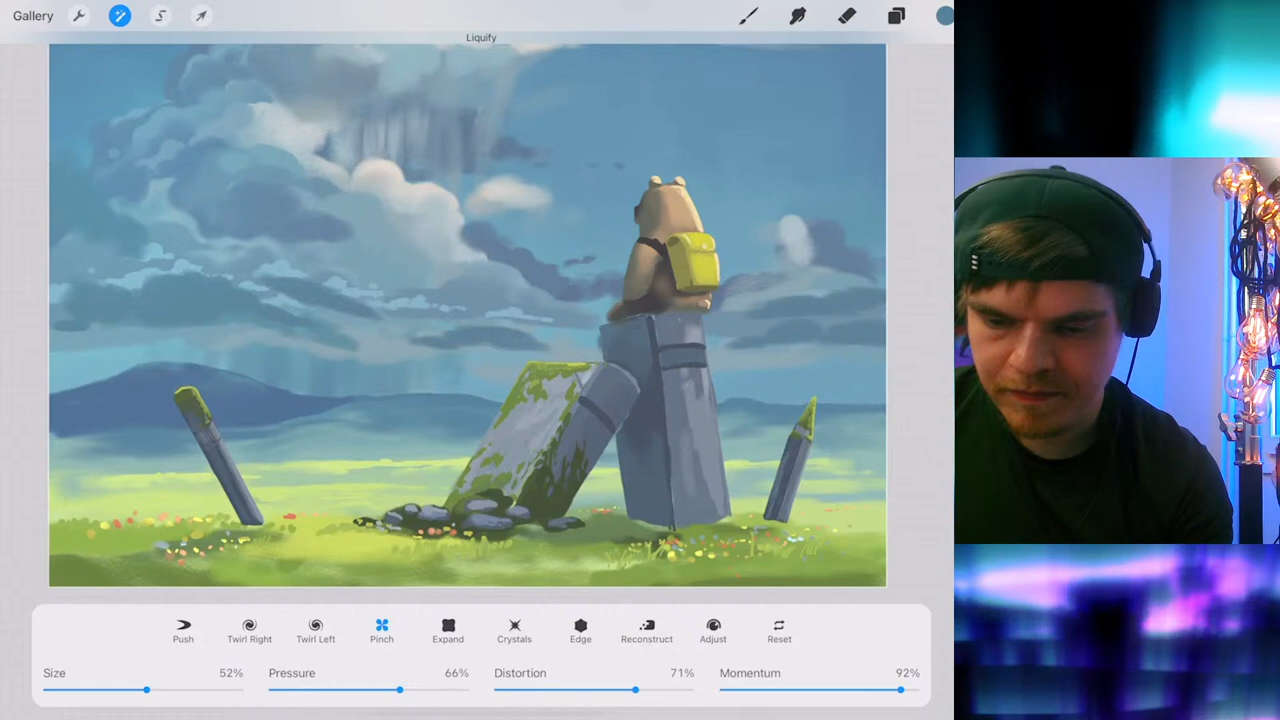 Gallery
Liquify
Push
Twirl Right
Twirl Left
Pinch
Expand
Crystals
Edge
Reconstruct
Adjust
Reset
Size 52%
Pressure 66%
Distortion 71%
Momentum 92%